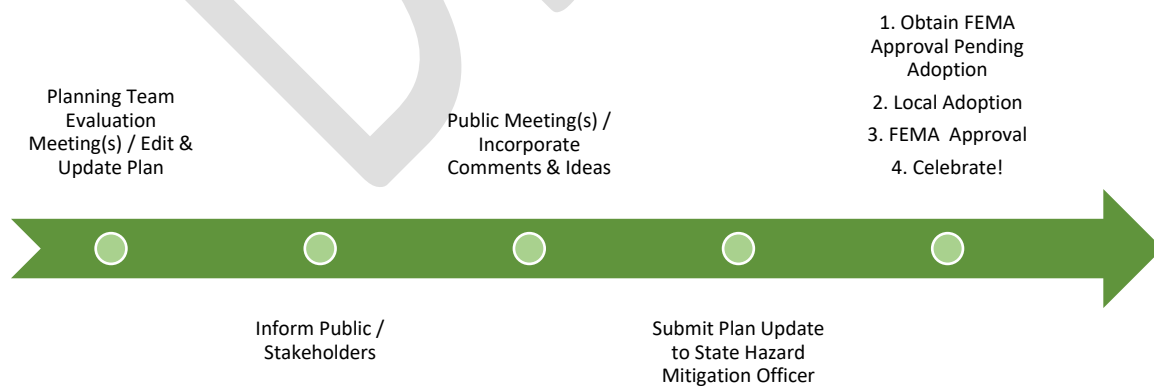 Planning Team
Evaluation
Meeting(s) / Edit &
Update Plan
Inform Public /
Stakeholders
Public Meeting(s) /
Incorporate
Comments & Ideas
Submit Plan Update
to State Hazard
Mitigation Officer
1. Obtain FEMA
Approval Pending
Adoption
2. Local Adoption
3. FEMA Approval
4. Celebrate!